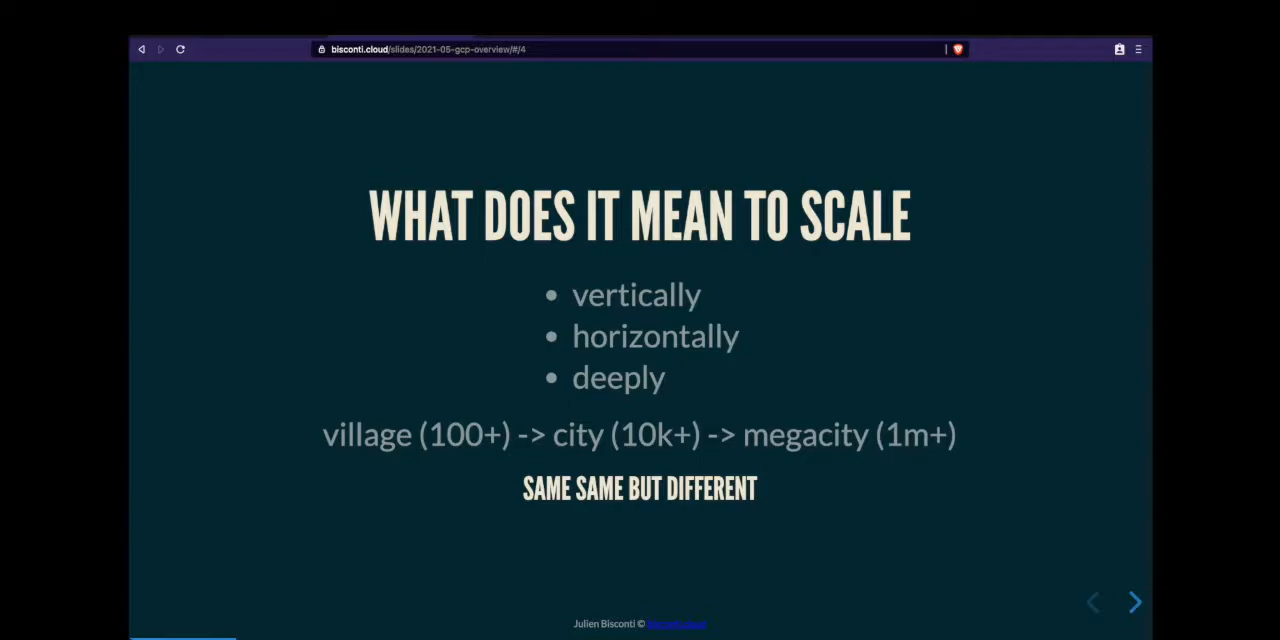 bisconti.cloud/slides/2021-05-gcp-overview/#/4
WHAT DOES IT MEAN TO SCALE
• vertically
• horizontally
• deeply
village (100+) -> city (10k+) -> megacity (1m+)
SAME SAME BUT DIFFERENT
Julien Bisconti ©